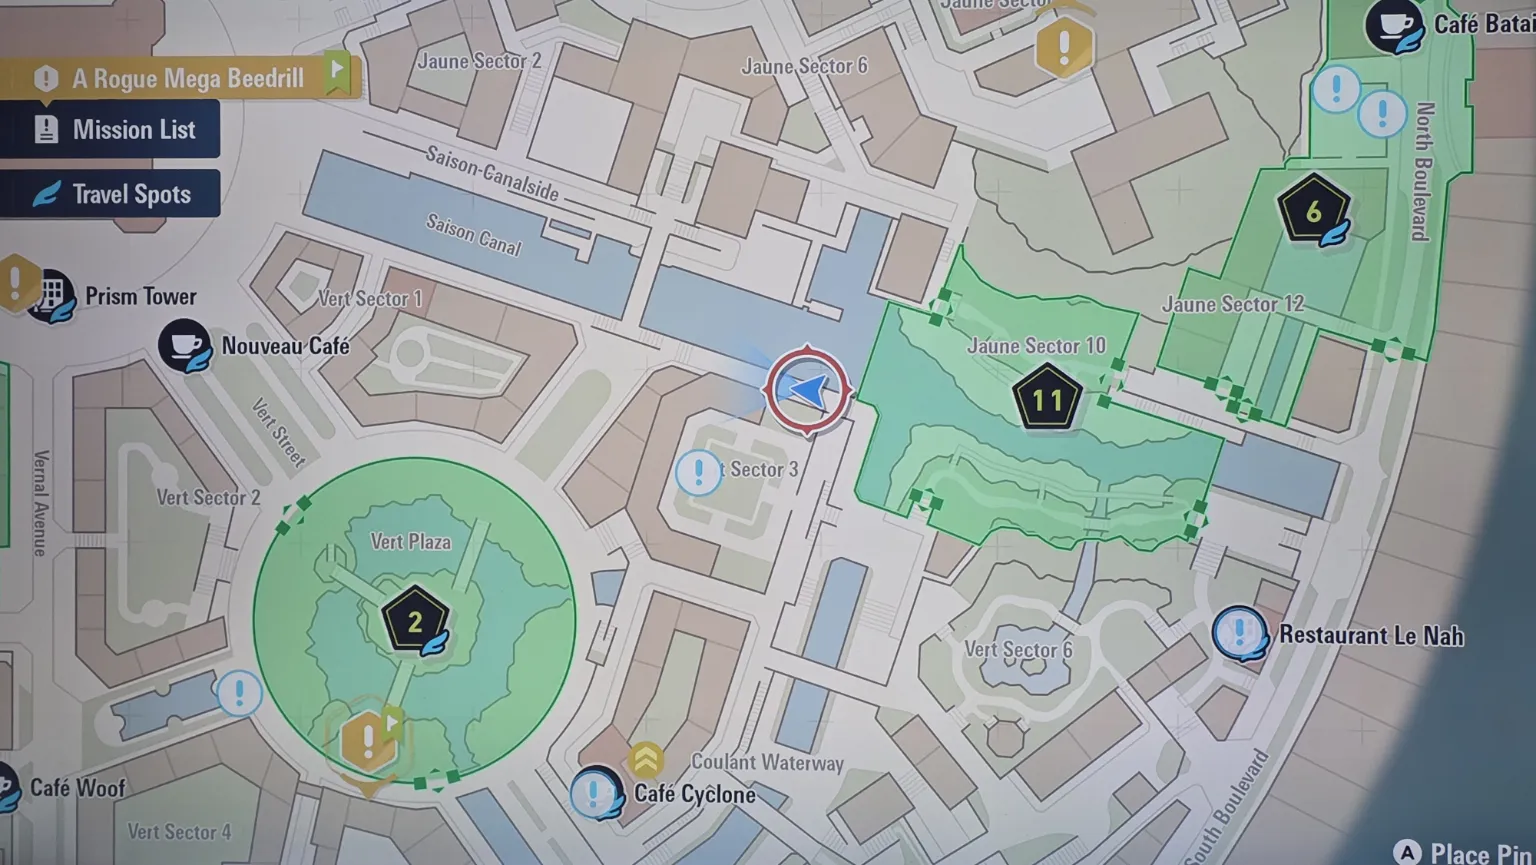 Jaune Sector
Café Batai
Jaune Sector 2
Jaune Sector 6
A Rogue Mega Beedrill
Mission List
Travel Spots
North Boulevard
Saison-Canalside
Saison Canal
6
Jaune Sector 12
Prism Tower
Vert Sector 1
Nouveau Café
Jaune Sector 10
11
Vert Street
Sector 3
Vernal Avenue
Vert Sector 2
Vert Plaza
2
Vert Sector 6
Restaurant Le Nah
Coulant Waterway
Café Cyclone
Café Woof
Vert Sector 4
South Boulevard
A Place Pin